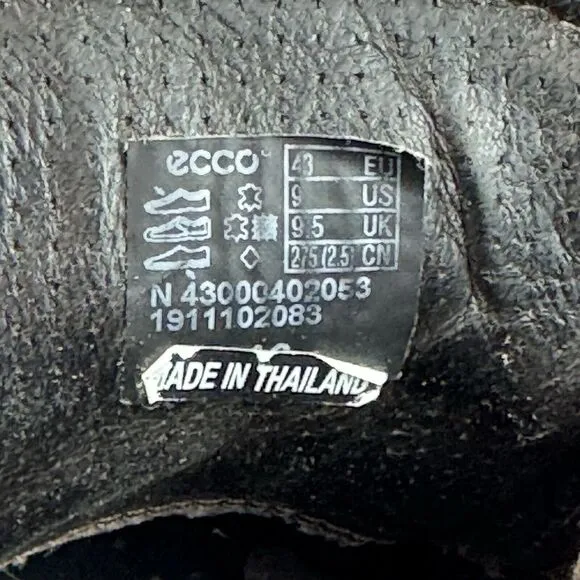 ecco
43 EU
9 US
9.5 UK
275 (2.5) CN
N 43000402053
1911102083
MADE IN THAILAND